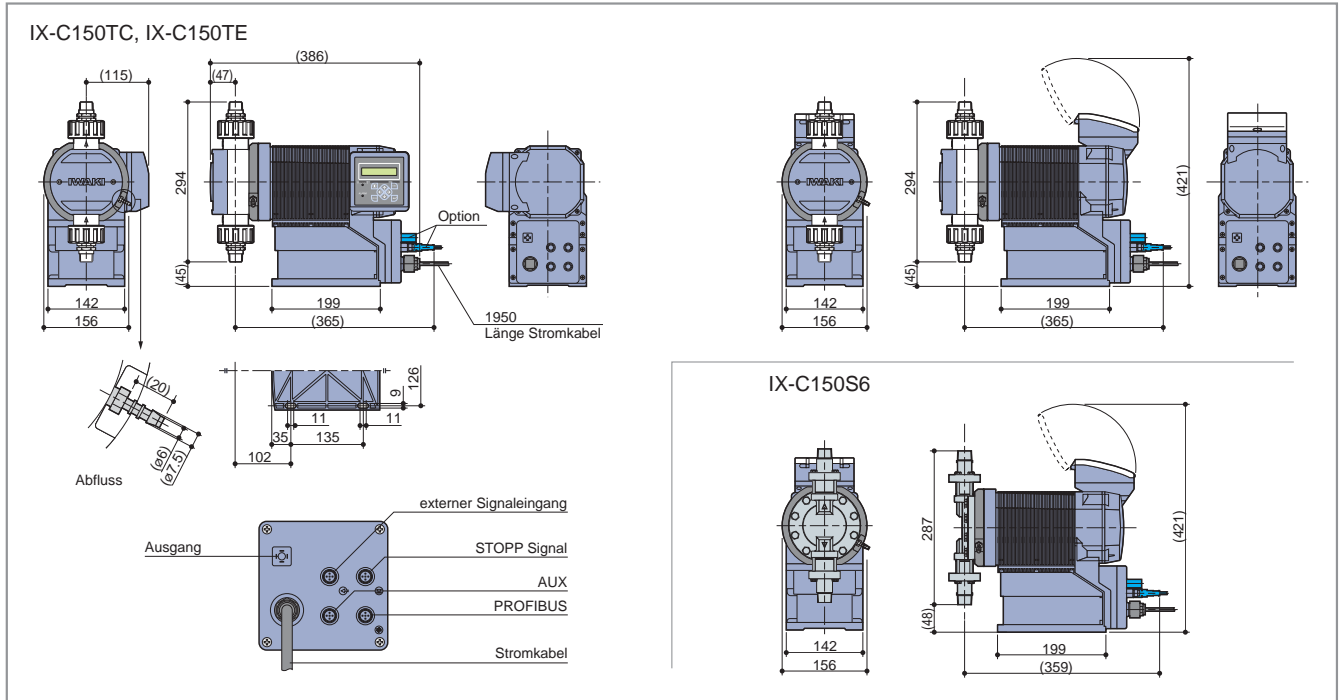 IX-C150TC, IX-C150TE
(386)
(115)
(47)
294
(45)
IWAKI
142
156
199
(365)
Option
1950
Länge Stromkabel
IWAKI
294
(45)
142
156
199
(365)
(421)
(20)
(ø6)
(ø7.5)
Abfluss
9
126
11
11
35
135
102
IX-C150S6
287
(48)
142
156
199
(359)
(421)
externer Signaleingang
Ausgang
STOPP Signal
AUX
PROFIBUS
Stromkabel